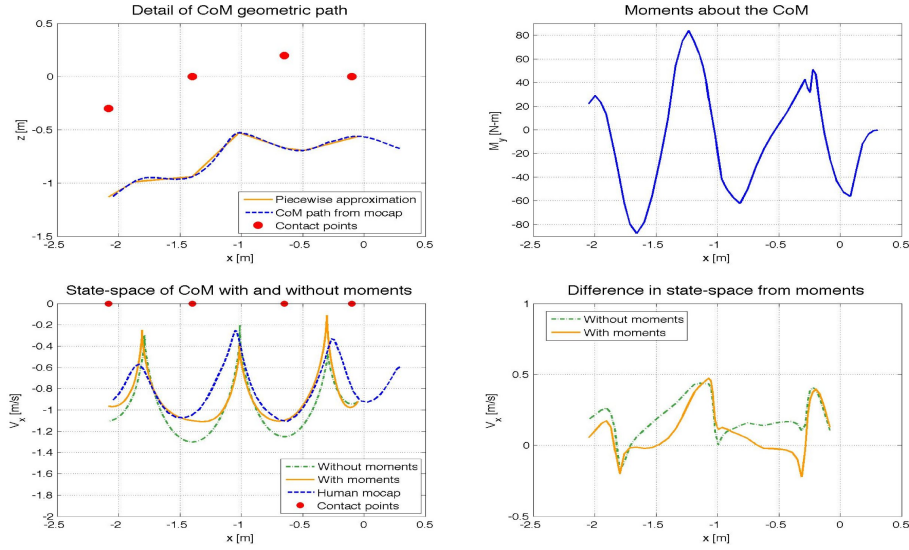 Detail of CoM geometric path
0.5
0
-0.5
-1
-1.5
z [m]
-2.5 -2 -1.5 -1 -0.5 0 0.5
x [m]
Piecewise approximation
CoM path from mocap
Contact points
Moments about the CoM
80
60
40
20
0
-20
-40
-60
-80
M_y [N-m]
-2.5 -2 -1.5 -1 -0.5 0 0.5
x [m]
State-space of CoM with and without moments
0
-0.2
-0.4
-0.6
-0.8
-1
-1.2
-1.4
-1.6
-1.8
-2
V_x [m/s]
-2.5 -2 -1.5 -1 -0.5 0 0.5
x [m]
Without moments
With moments
Human mocap
Contact points
Difference in state-space from moments
1
0.5
0
0.5
V_x [m/s]
-2.5 -2 -1.5 -1 -0.5 0 0.5
x [m]
Without moments
With moments